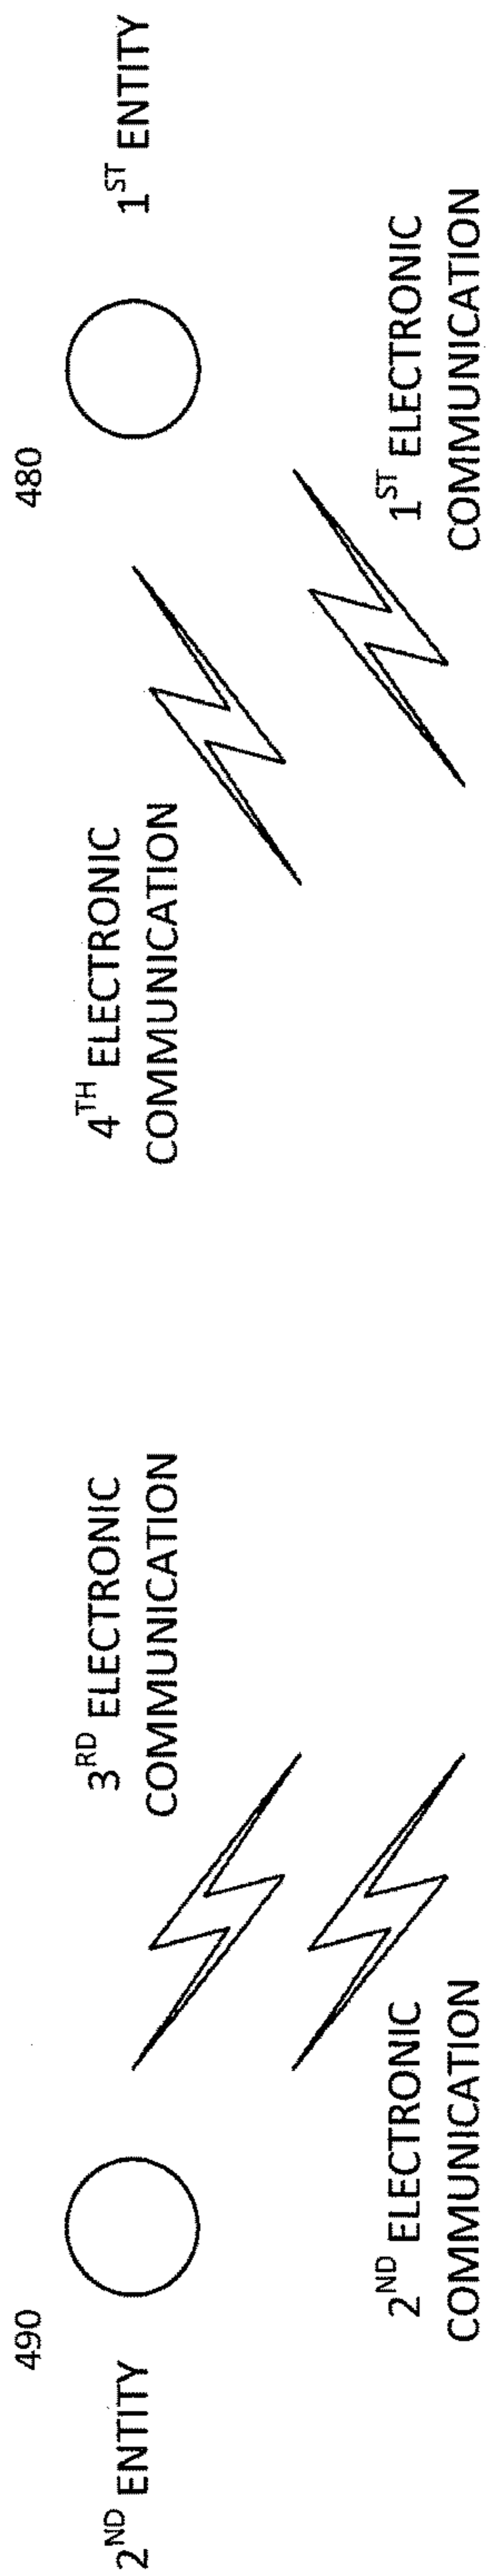 490
480
2ND ENTITY
3RD ELECTRONIC
COMMUNICATION
4TH ELECTRONIC
COMMUNICATION
1ST ENTITY
2ND ELECTRONIC
COMMUNICATION
1ST ELECTRONIC
COMMUNICATION